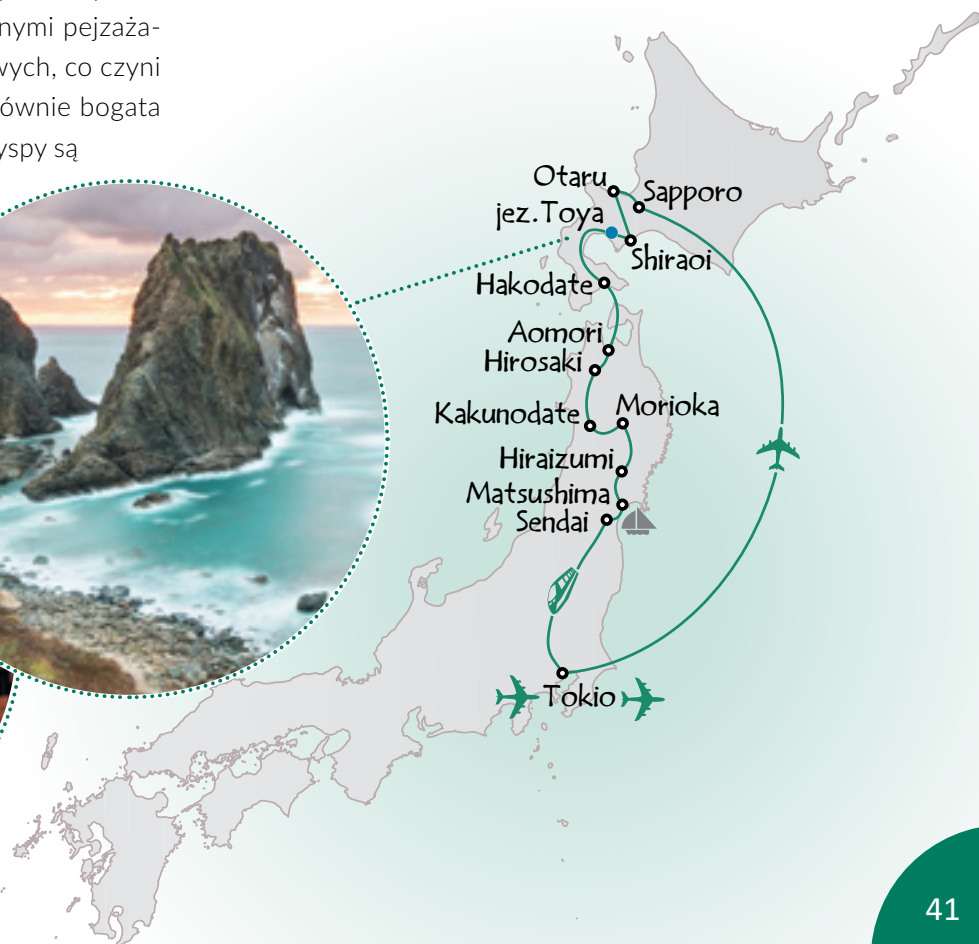 nymi pejzaża-
wych, co czyni
ównie bogata
yspy są
Otaru
Sapporo
jez.Toya
Shiraoi
Hakodate
Aomori
Hirosaki
Kakunodate
Morioka
Hiraizumi
Matsushima
Sendai
Tokio
41